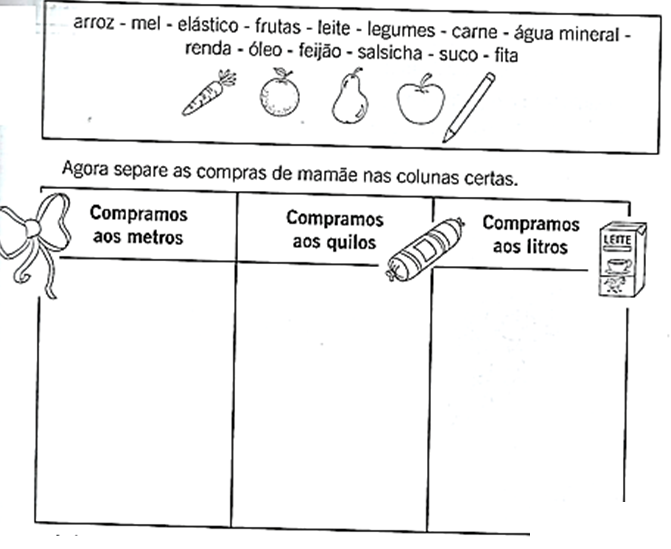 arroz - mel - elástico - frutas - leite - legumes - carne - água mineral -
renda - óleo - feijão - salsicha - suco - fita
Agora separe as compras de mamãe nas colunas certas.
Compramos
aos metros
Compramos
aos quilos
Compramos
aos litros
LEITE